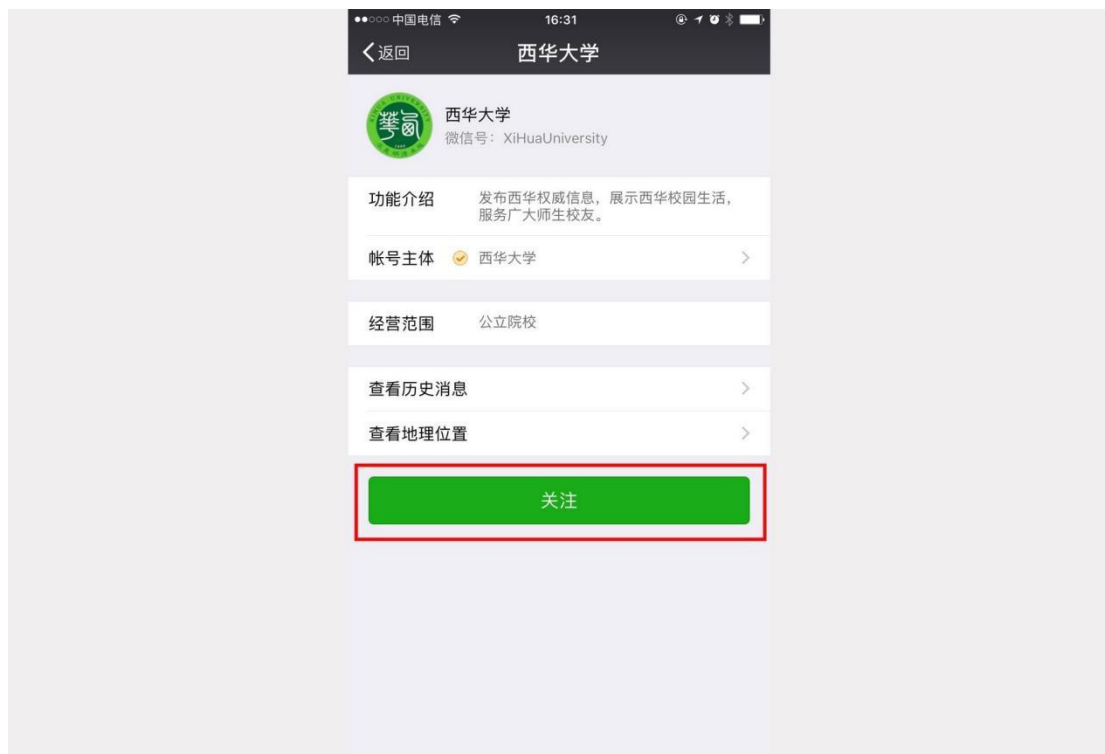 中国电信 16:31
返回 西华大学
XIHUA UNIVERSITY
西华大学
微信号：XiHuaUniversity
功能介绍 发布西华权威信息，展示西华校园生活，
服务广大师生校友。
帐号主体 西华大学
经营范围 公立院校
查看历史消息
查看地理位置
关注